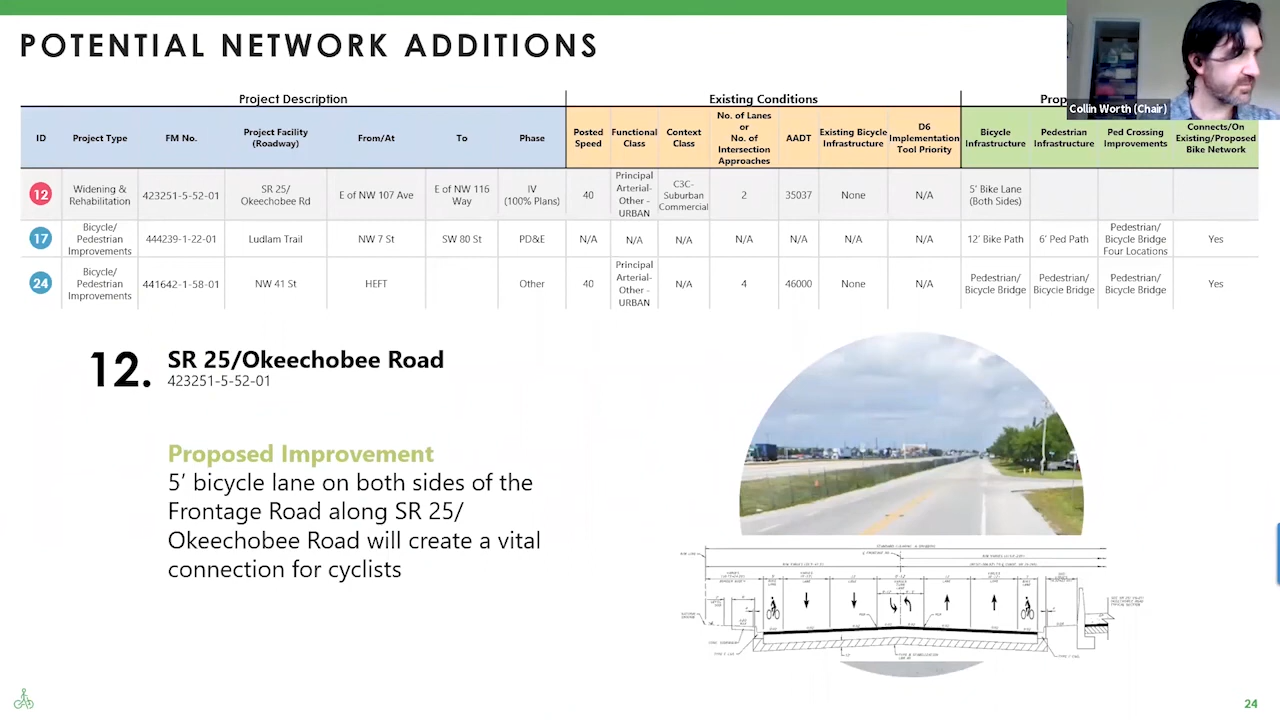 POTENTIAL NETWORK ADDITIONS
Collin Worth (Chair)
Project Description
Existing Conditions
Prop
ID
Project Type
FM No.
Project Facility
(Roadway)
From/At
To
Phase
Posted
Speed
Functional
Class
Context
Class
No. of Lanes
or
No. of
Intersection
Approaches
AADT
Existing Bicycle
Infrastructure
D6
Implementation
Tool Priority
Bicycle
Infrastructure
Pedestrian
Infrastructure
Ped Crossing
Improvements
Connects/On
Existing/Proposed
Bike Network
12
Widening &
Rehabilitation
423251-5-52-01
SR 25/
Okeechobee Rd
E of NW 107 Ave
E of NW 116
Way
IV
(100% Plans)
40
Principal
Arterial-
Other -
URBAN
C3C-
Suburban
Commercial
2
35037
None
N/A
5' Bike Lane
(Both Sides)
17
Bicycle/
Pedestrian
Improvements
444239-1-22-01
Ludlam Trail
NW 7 St
SW 80 St
PD&E
N/A
N/A
N/A
N/A
N/A
N/A
N/A
12' Bike Path
6' Ped Path
Pedestrian/
Bicycle Bridge
Four Locations
Yes
24
Bicycle/
Pedestrian
Improvements
441642-1-58-01
NW 41 St
HEFT
Other
40
Principal
Arterial-
Other -
URBAN
N/A
4
46000
None
N/A
Pedestrian/
Bicycle Bridge
Pedestrian/
Bicycle Bridge
Pedestrian/
Bicycle Bridge
Yes
12.
SR 25/Okeechobee Road
423251-5-52-01
Proposed Improvement
5' bicycle lane on both sides of the
Frontage Road along SR 25/
Okeechobee Road will create a vital
connection for cyclists
24